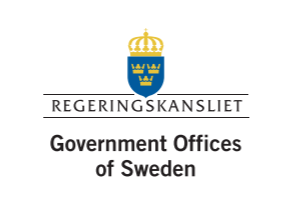 REGERINGSKANSLIET
Government Offices
of Sweden